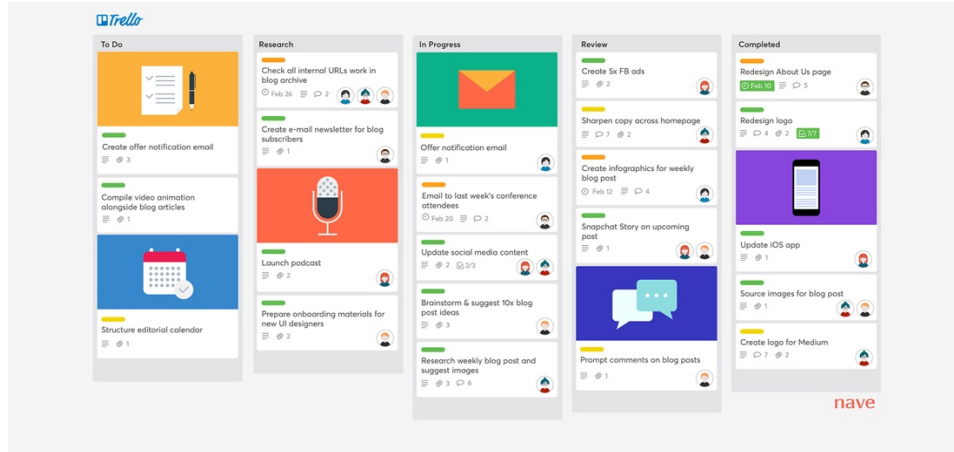 Trello
To Do
Create offer notification email
3
Compile video animation
alongside blog articles
1
Structure editorial calendar
1
Research
Check all internal URLs work in
blog archive
Feb 26 2
Create e-mail newsletter for blog
subscribers
1
Launch podcast
2
Prepare onboarding materials for
new UI designers
2
In Progress
Offer notification email
1
Email to last week's conference
attendees
Feb 20 2
Update social media content
2 2/3
Brainstorm & suggest 10x blog
post ideas
3
Research weekly blog post and
suggest images
3 6
Review
Create 5x FB ads
2
Sharpen copy across homepage
7 2
Create infographics for weekly
blog post
Feb 12 4
Snapchat Story on upcoming
post
1
Prompt comments on blog posts
1
Completed
Redesign About Us page
Feb 10 5
Redesign logo
4 2 7/7
Update iOS app
1
Source images for blog post
1
Create logo for Medium
7 2
nave